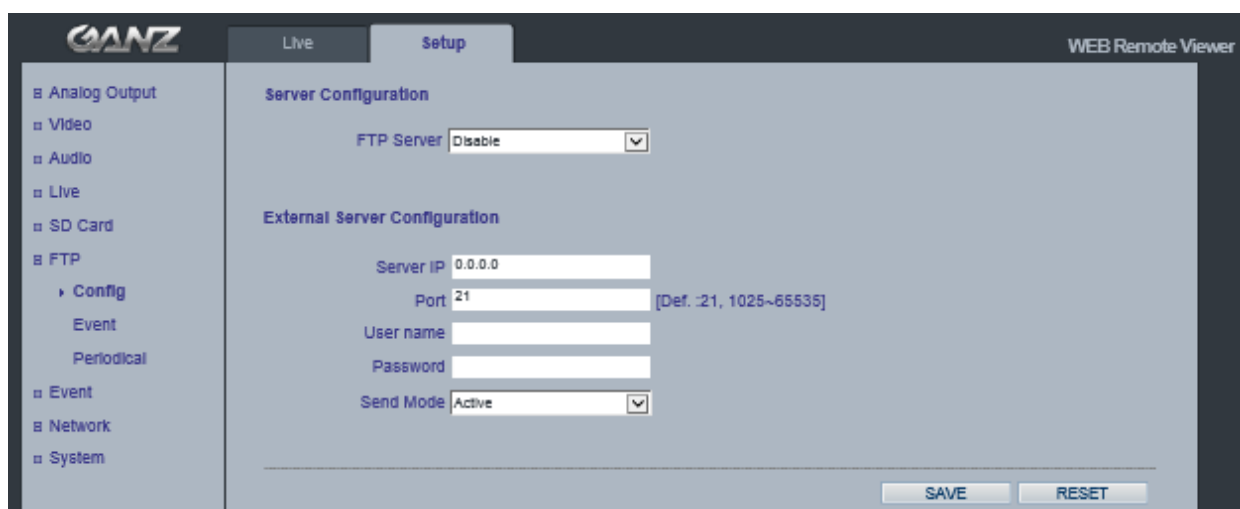 GANZ
Live
Setup
WEB Remote Viewer
Analog Output
Video
Audio
Live
SD Card
FTP
Config
Event
Periodical
Event
Network
System
Server Configuration
FTP Server Disable
External Server Configuration
Server IP 0.0.0.0
Port 21 [Def. :21, 1025~65535]
User name
Password
Send Mode Active
SAVE RESET